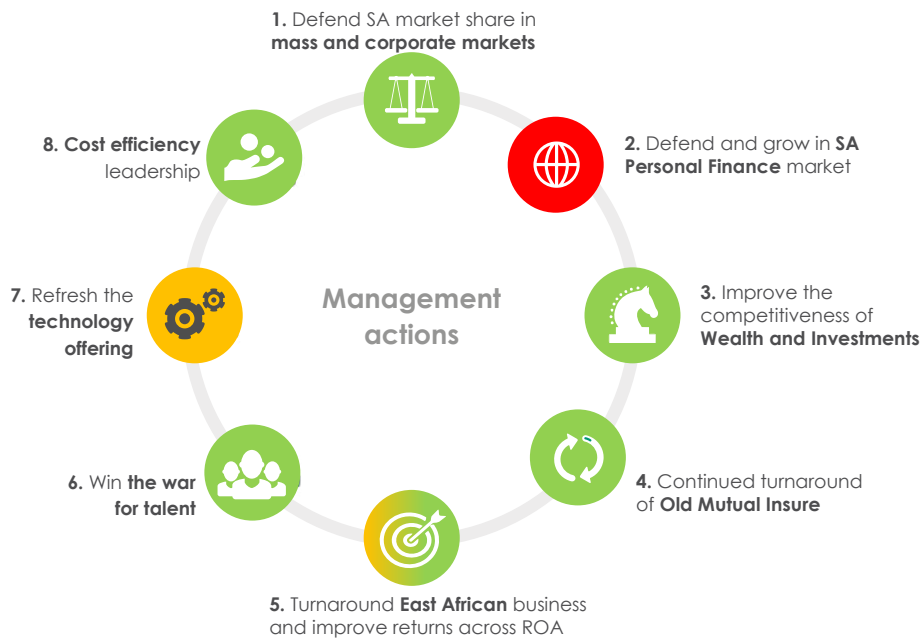 1. Defend SA market share in
mass and corporate markets
2. Defend and grow in SA
Personal Finance market
3. Improve the
competitiveness of
Wealth and Investments
4. Continued turnaround
of Old Mutual Insure
5. Turnaround East African business
and improve returns across ROA
6. Win the war
for talent
7. Refresh the
technology
offering
8. Cost efficiency
leadership
Management
actions